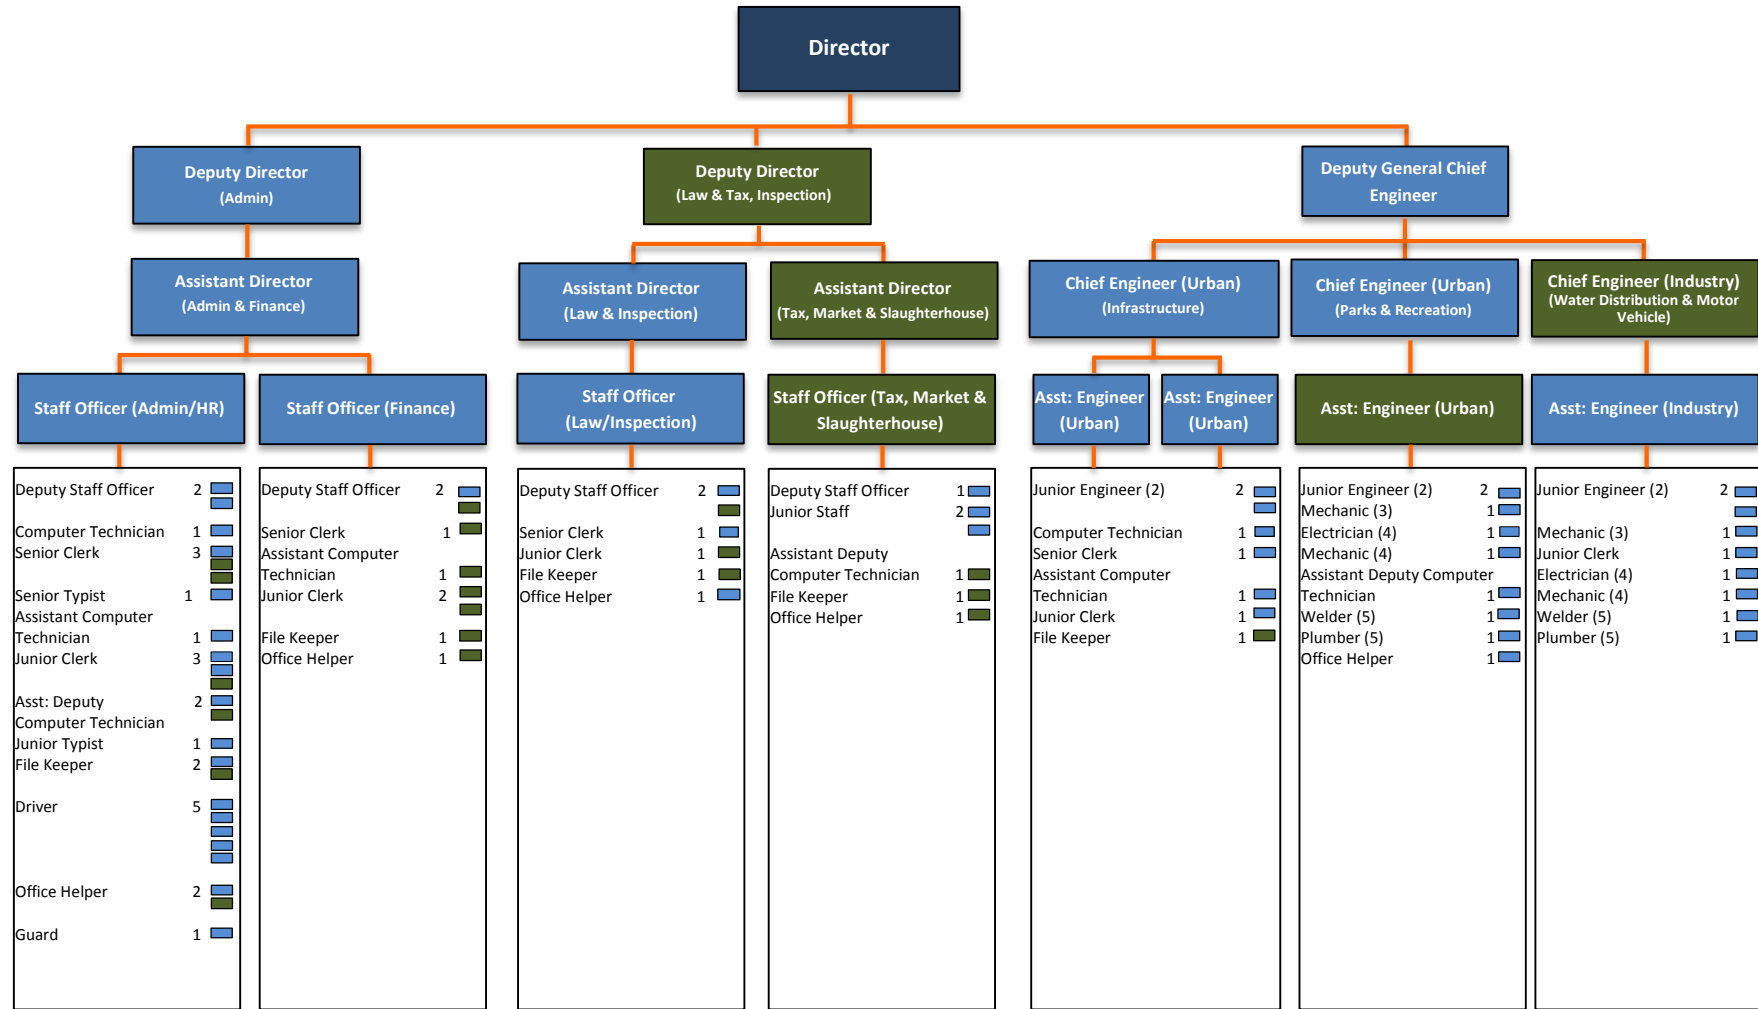 Director
Deputy Director
(Admin)
Deputy Director
(Law & Tax, Inspection)
Deputy General Chief
Engineer
Assistant Director
(Admin & Finance)
Assistant Director
(Law & Inspection)
Assistant Director
(Tax, Market & Slaughterhouse)
Chief Engineer (Urban)
(Infrastructure)
Chief Engineer (Urban)
(Parks & Recreation)
Chief Engineer (Industry)
(Water Distribution & Motor
Vehicle)
Staff Officer (Admin/HR)
Staff Officer (Finance)
Staff Officer
(Law/Inspection)
Staff Officer (Tax, Market &
Slaughterhouse)
Asst: Engineer
(Urban)
Asst: Engineer
(Urban)
Asst: Engineer (Urban)
Asst: Engineer (Industry)
Deputy Staff Officer 2
Computer Technician 1
Senior Clerk 3
Senior Typist 1
Assistant Computer
Technician 1
Junior Clerk 3
Asst: Deputy 2
Computer Technician
Junior Typist 1
File Keeper 2
Driver 5
Office Helper 2
Guard 1
Deputy Staff Officer 2
Senior Clerk 1
Assistant Computer
Technician 1
Junior Clerk 2
File Keeper 1
Office Helper 1
Deputy Staff Officer 2
Senior Clerk 1
Junior Clerk 1
File Keeper 1
Office Helper 1
Deputy Staff Officer 1
Junior Staff 2
Assistant Deputy
Computer Technician 1
File Keeper 1
Office Helper 1
Junior Engineer (2) 2
Computer Technician 1
Senior Clerk 1
Assistant Computer
Technician 1
Junior Clerk 1
File Keeper 1
Junior Engineer (2) 2
Mechanic (3) 1
Electrician (4) 1
Mechanic (4) 1
Assistant Deputy Computer
Technician 1
Welder (5) 1
Plumber (5) 1
Office Helper 1
Junior Engineer (2) 2
Mechanic (3) 1
Junior Clerk 1
Electrician (4) 1
Mechanic (4) 1
Welder (5) 1
Plumber (5) 1